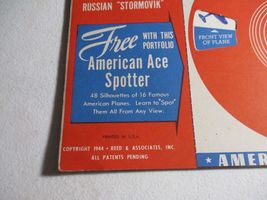 RUSSIAN "STORMOVIK"
Free WITH THIS
PORTFOLIO
American Ace
Spotter
48 Silhouettes of 16 Famous
American Planes. Learn to "Spot"
Them All From Any View.
FRONT VIEW
OF PLANE
PRINTED IN U.S.A.
COPYRIGHT 1944 • REED & ASSOCIATES, INC.
ALL PATENTS PENDING
AMER